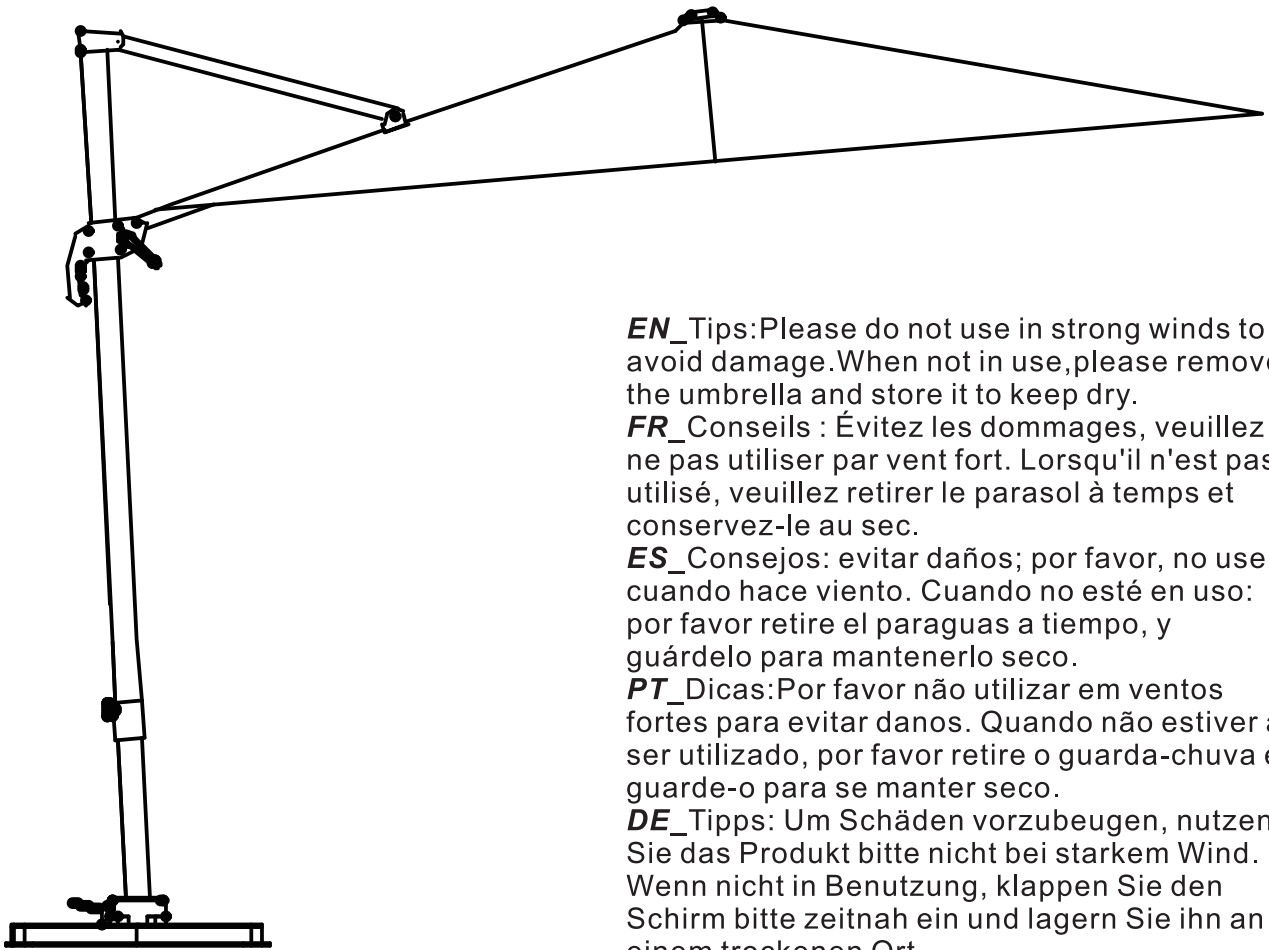 EN_Tips:Please do not use in strong winds to
avoid damage.When not in use,please remove
the umbrella and store it to keep dry.
FR_Conseils : Évitez les dommages, veuillez
ne pas utiliser par vent fort. Lorsqu'il n'est pas
utilisé, veuillez retirer le parasol à temps et
conservez-le au sec.
ES_Consejos: evitar daños; por favor, no use
cuando hace viento. Cuando no esté en uso:
por favor retire el paraguas a tiempo, y
guárdelo para mantenerlo seco.
PT_Dicas:Por favor não utilizar em ventos
fortes para evitar danos. Quando não estiver a
ser utilizado, por favor retire o guarda-chuva e
guarde-o para se manter seco.
DE_Tipps: Um Schäden vorzubeugen, nutzen
Sie das Produkt bitte nicht bei starkem Wind.
Wenn nicht in Benutzung, klappen Sie den
Schirm bitte zeitnah ein und lagern Sie ihn an
einem trockenen Ort